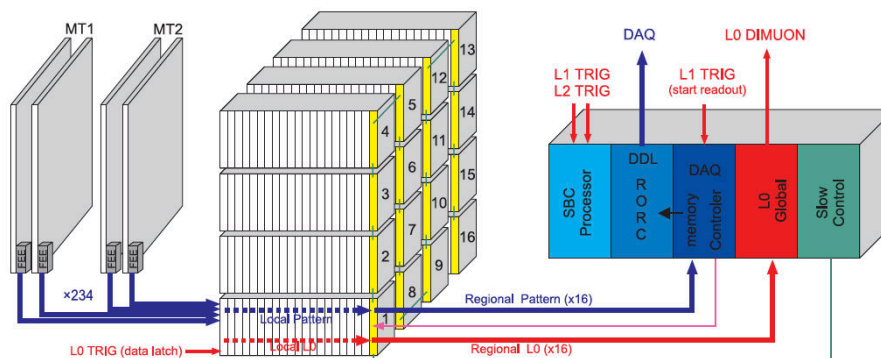 MT1
MT2
FEE
FEE
FEE
FEE
×234
L0 TRIG (data latch)
4
3
2
1
5
6
7
8
12
11
10
9
13
14
15
16
Local Pattern
Local L0
Regional Pattern (x16)
Regional L0 (x16)
DAQ
L0 DIMUON
L1 TRIG
L2 TRIG
L1 TRIG
(start readout)
SBC
Processor
DDL
R
O
R
C
DAQ
memory
Controler
L0
Global
Slow
Control